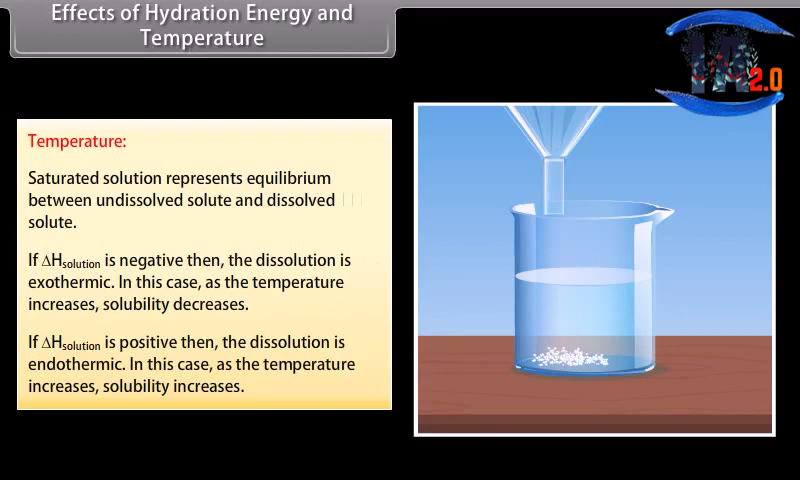 Effects of Hydration Energy and
Temperature
2.0
Temperature:
Saturated solution represents equilibrium
between undissolved solute and dissolved
solute.
If ΔHsolution is negative then, the dissolution is
exothermic. In this case, as the temperature
increases, solubility decreases.
If ΔHsolution is positive then, the dissolution is
endothermic. In this case, as the temperature
increases, solubility increases.